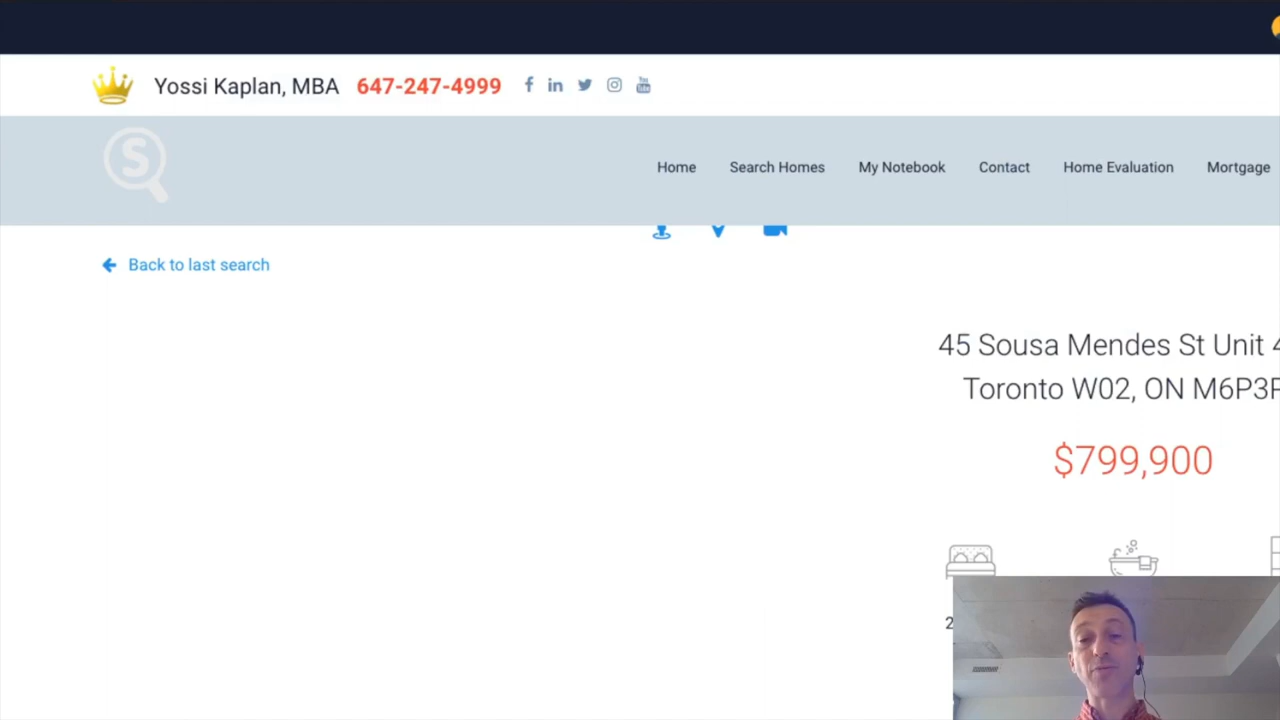 Yossi Kaplan, MBA 647-247-4999
S
Home Search Homes My Notebook Contact Home Evaluation Mortgage
Back to last search
45 Sousa Mendes St Unit
Toronto W02, ON
$799,900
2